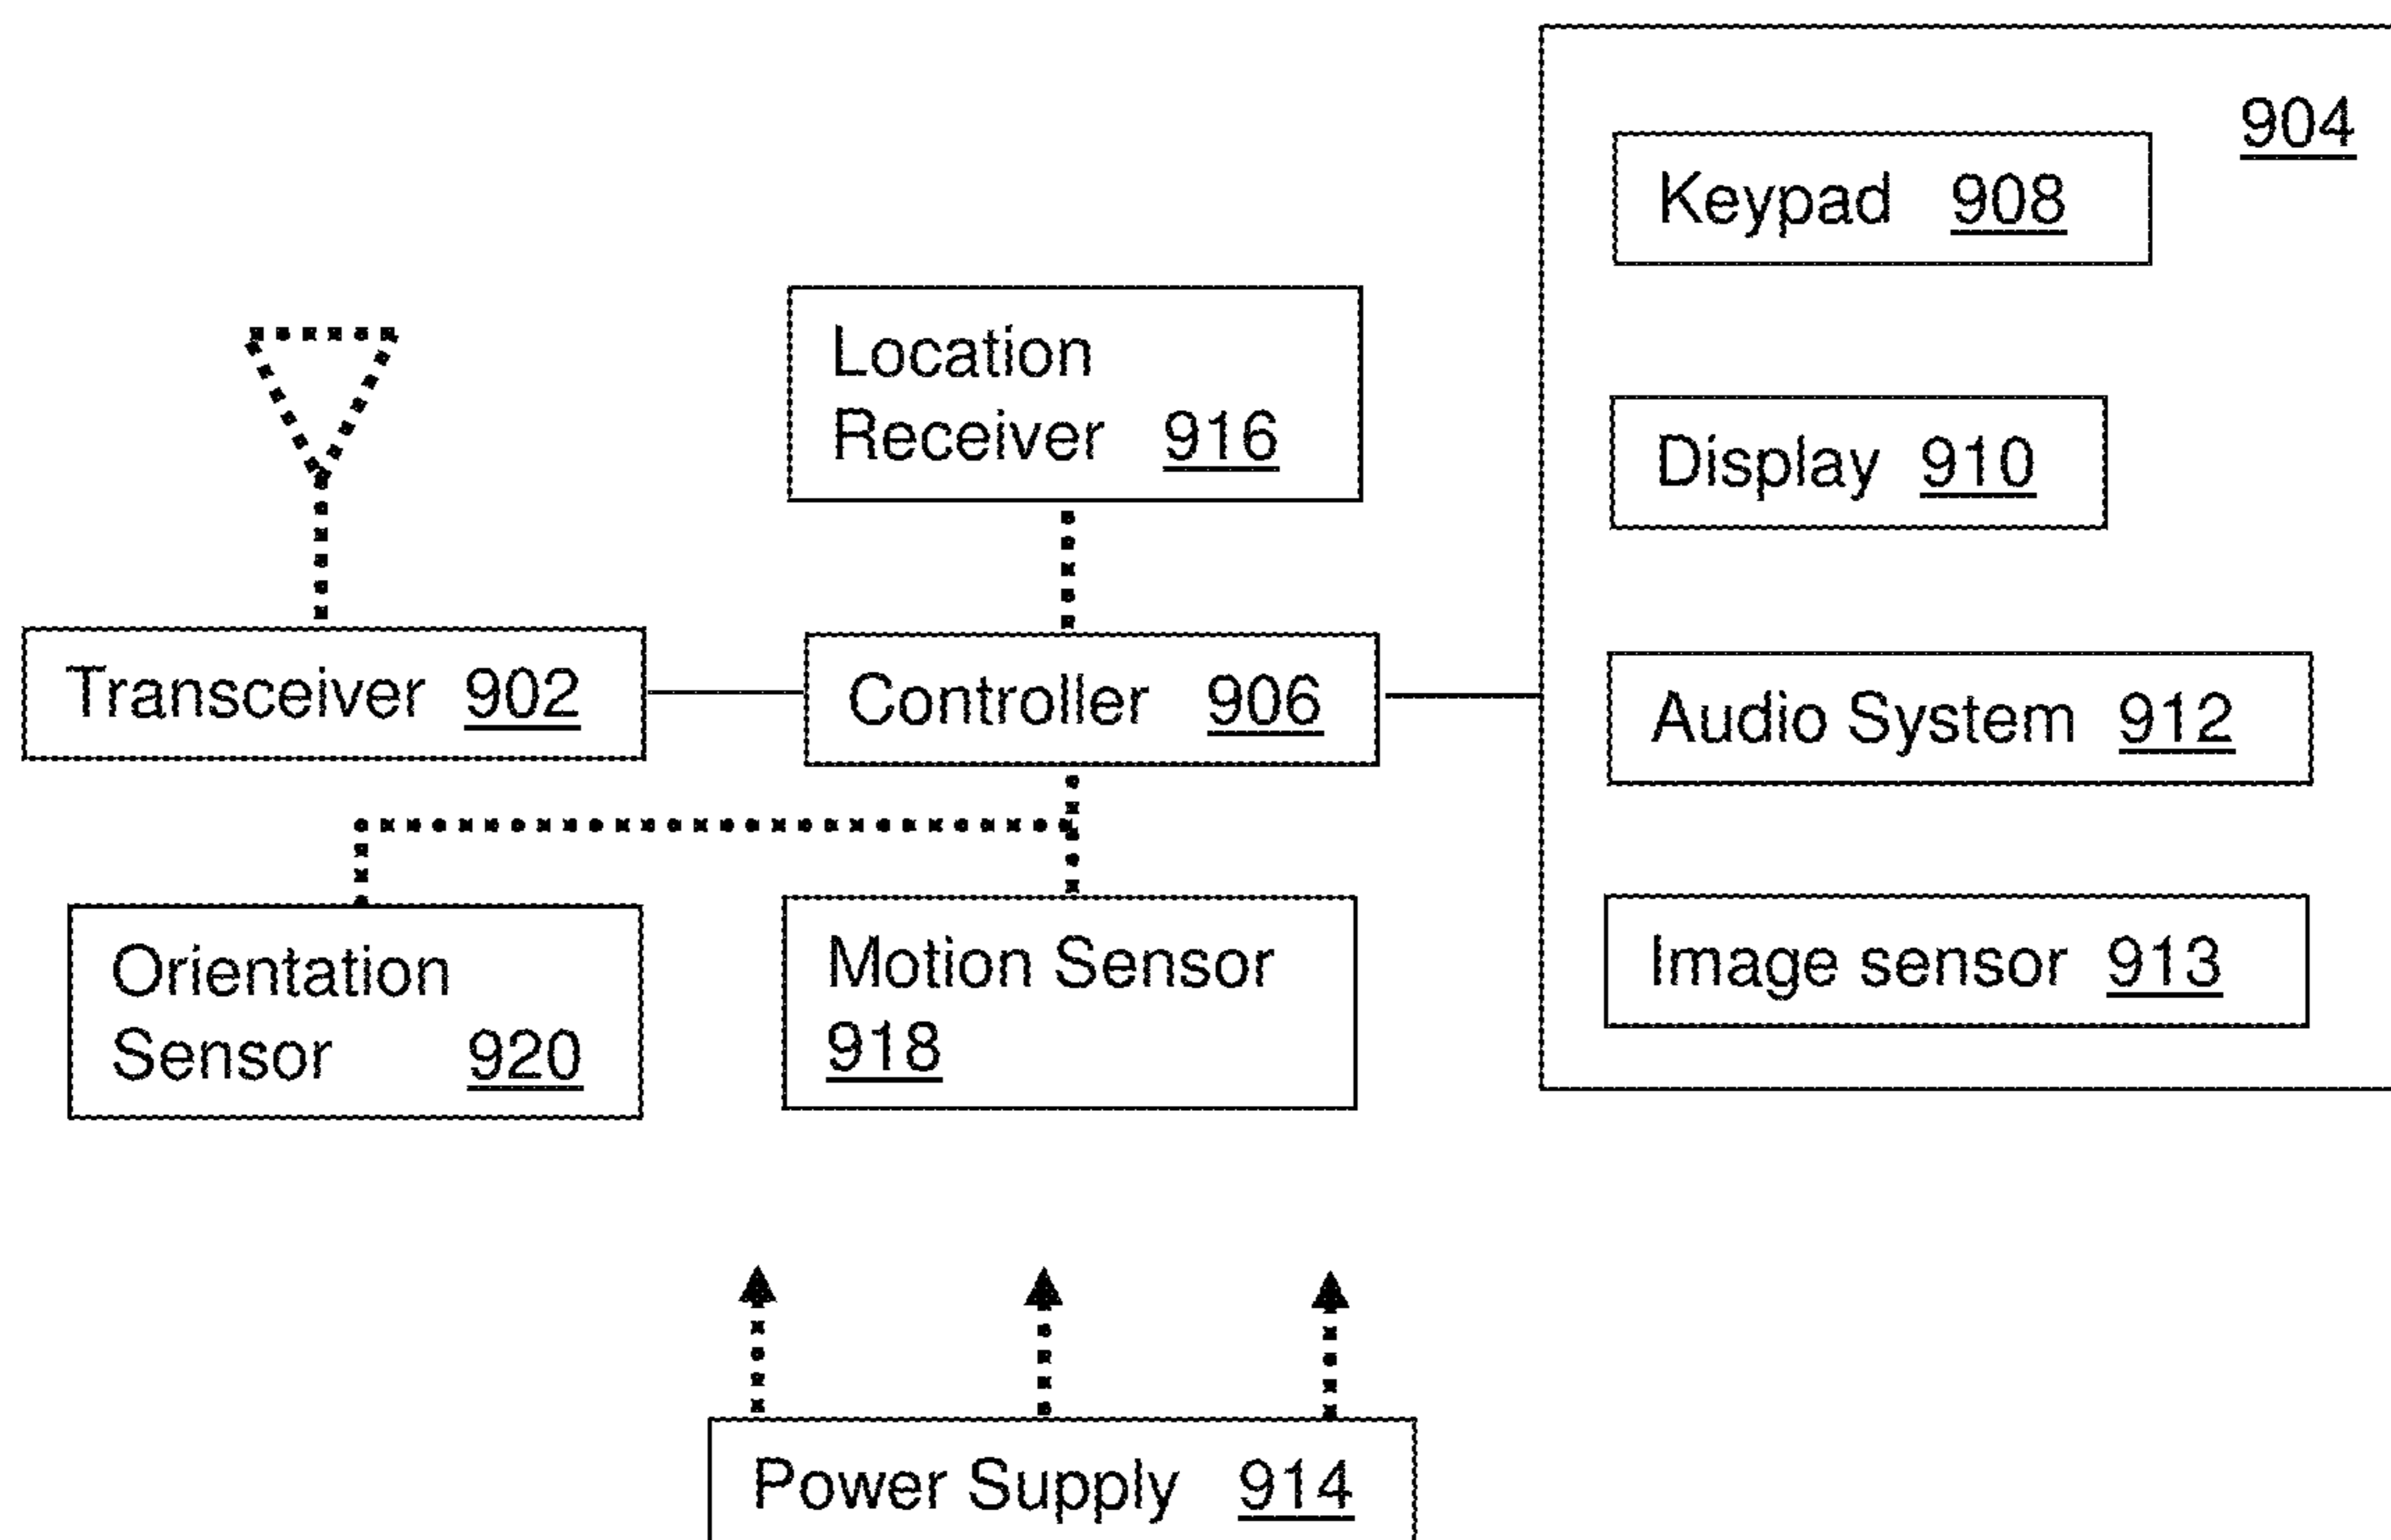 904
Keypad 908
Location
Receiver 916
Display 910
Transceiver 902
Controller 906
Audio System 912
Orientation
Sensor 920
Motion Sensor
918
Image sensor 913
Power Supply 914